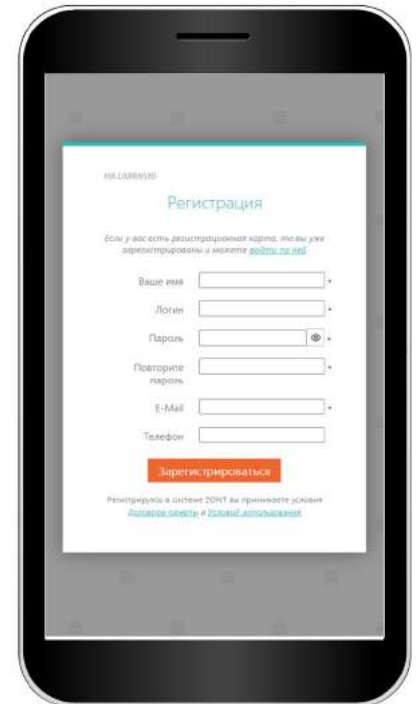 на главную
Регистрация
Если у вас есть регистрационная карта, то вы уже
зарегистрированы и можете войти по ней
Ваше имя *
Логин *
Пароль *
Повторите *
пароль
E-Mail *
Телефон
Зарегистрироваться
Регистрируясь в системе ZONT вы принимаете условия
Договора оферты и Условий использования